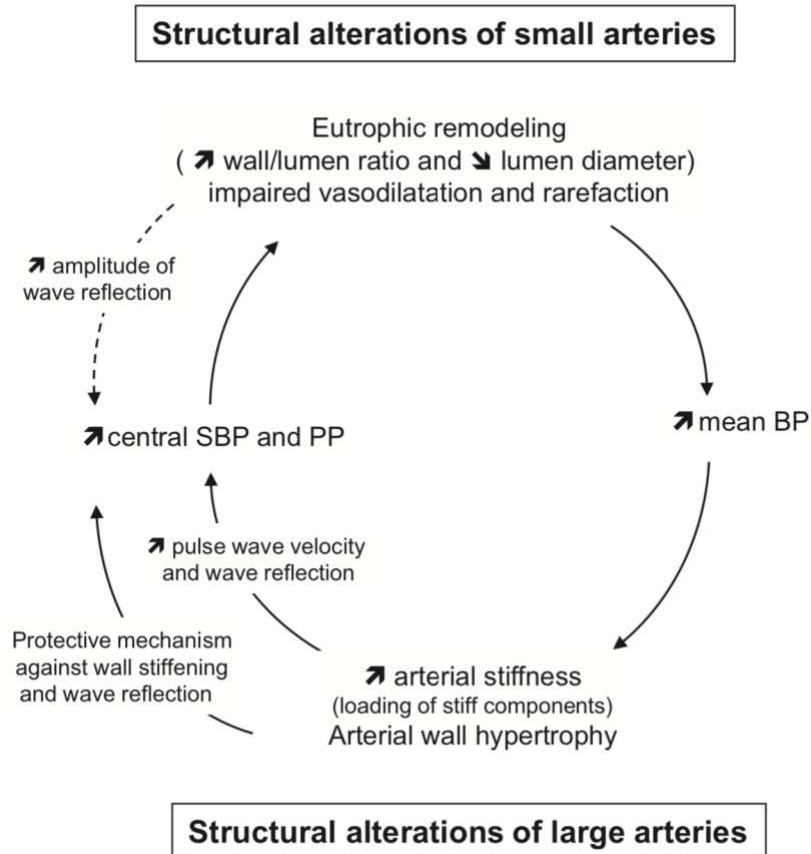 Structural alterations of small arteries
Eutrophic remodeling
( ↗ wall/lumen ratio and ↘ lumen diameter)
impaired vasodilatation and rarefaction
↗ amplitude of
wave reflection
↗ central SBP and PP
↗ mean BP
↗ pulse wave velocity
and wave reflection
Protective mechanism
against wall stiffening
and wave reflection
↗ arterial stiffness
(loading of stiff components)
Arterial wall hypertrophy
Structural alterations of large arteries